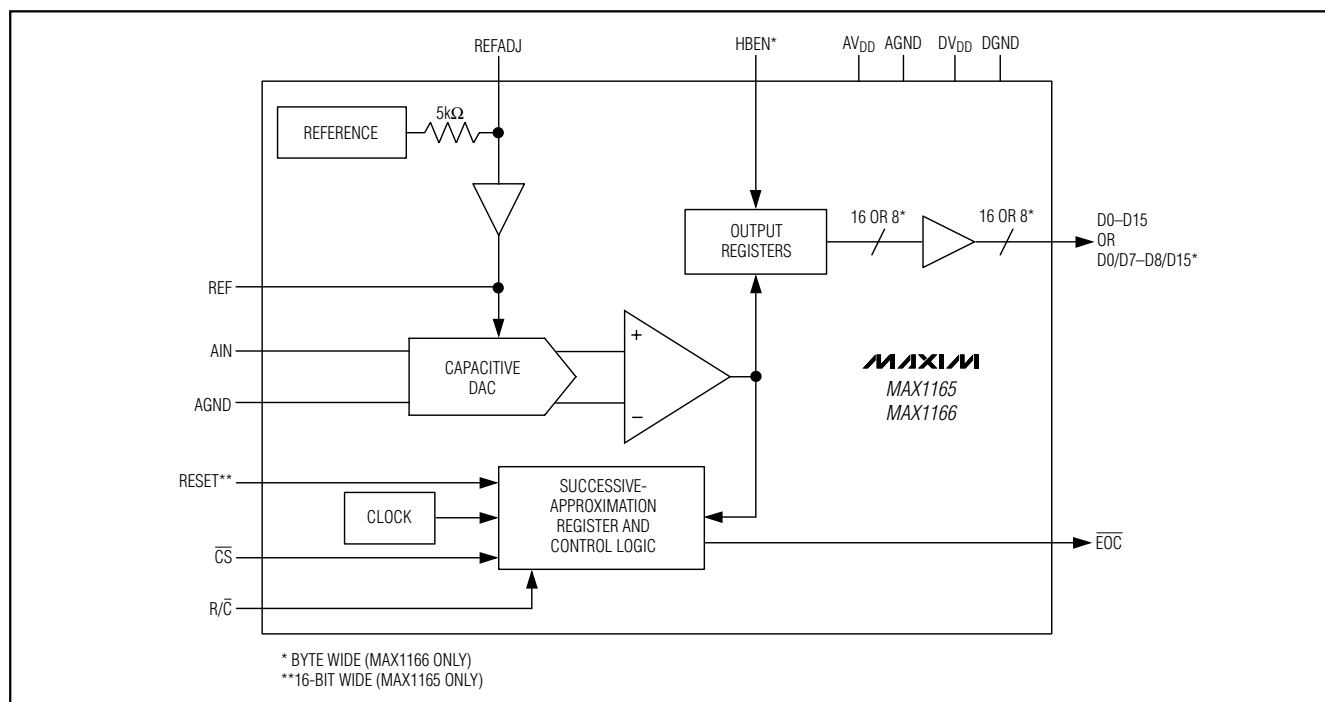 REFADJ
HBEN*
AVDD
AGND
DVDD
DGND
5kΩ
REFERENCE
16 OR 8*
16 OR 8*
D0–D15
OR
D0/D7–D8/D15*
OUTPUT
REGISTERS
REF
AIN
+
CAPACITIVE
DAC
MAXIM
MAX1165
MAX1166
AGND
−
RESET**
SUCCESSIVE-
APPROXIMATION
REGISTER AND
CONTROL LOGIC
CLOCK
C̅S̅
E̅O̅C̅
R/C̅
* BYTE WIDE (MAX1166 ONLY)
**16-BIT WIDE (MAX1165 ONLY)